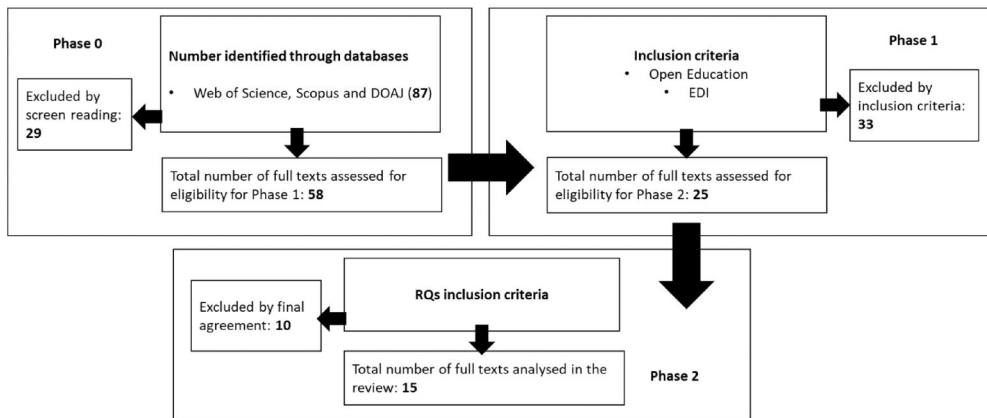 Phase 0
Number identified through databases
• Web of Science, Scopus and DOAJ (87)
Excluded by
screen reading:
29
Total number of full texts assessed for
eligibility for Phase 1: 58
Phase 1
Inclusion criteria
• Open Education
• EDI
Excluded by
inclusion criteria:
33
Total number of full texts assessed for
eligibility for Phase 2: 25
RQs inclusion criteria
Excluded by final
agreement: 10
Total number of full texts analysed in the
review: 15
Phase 2